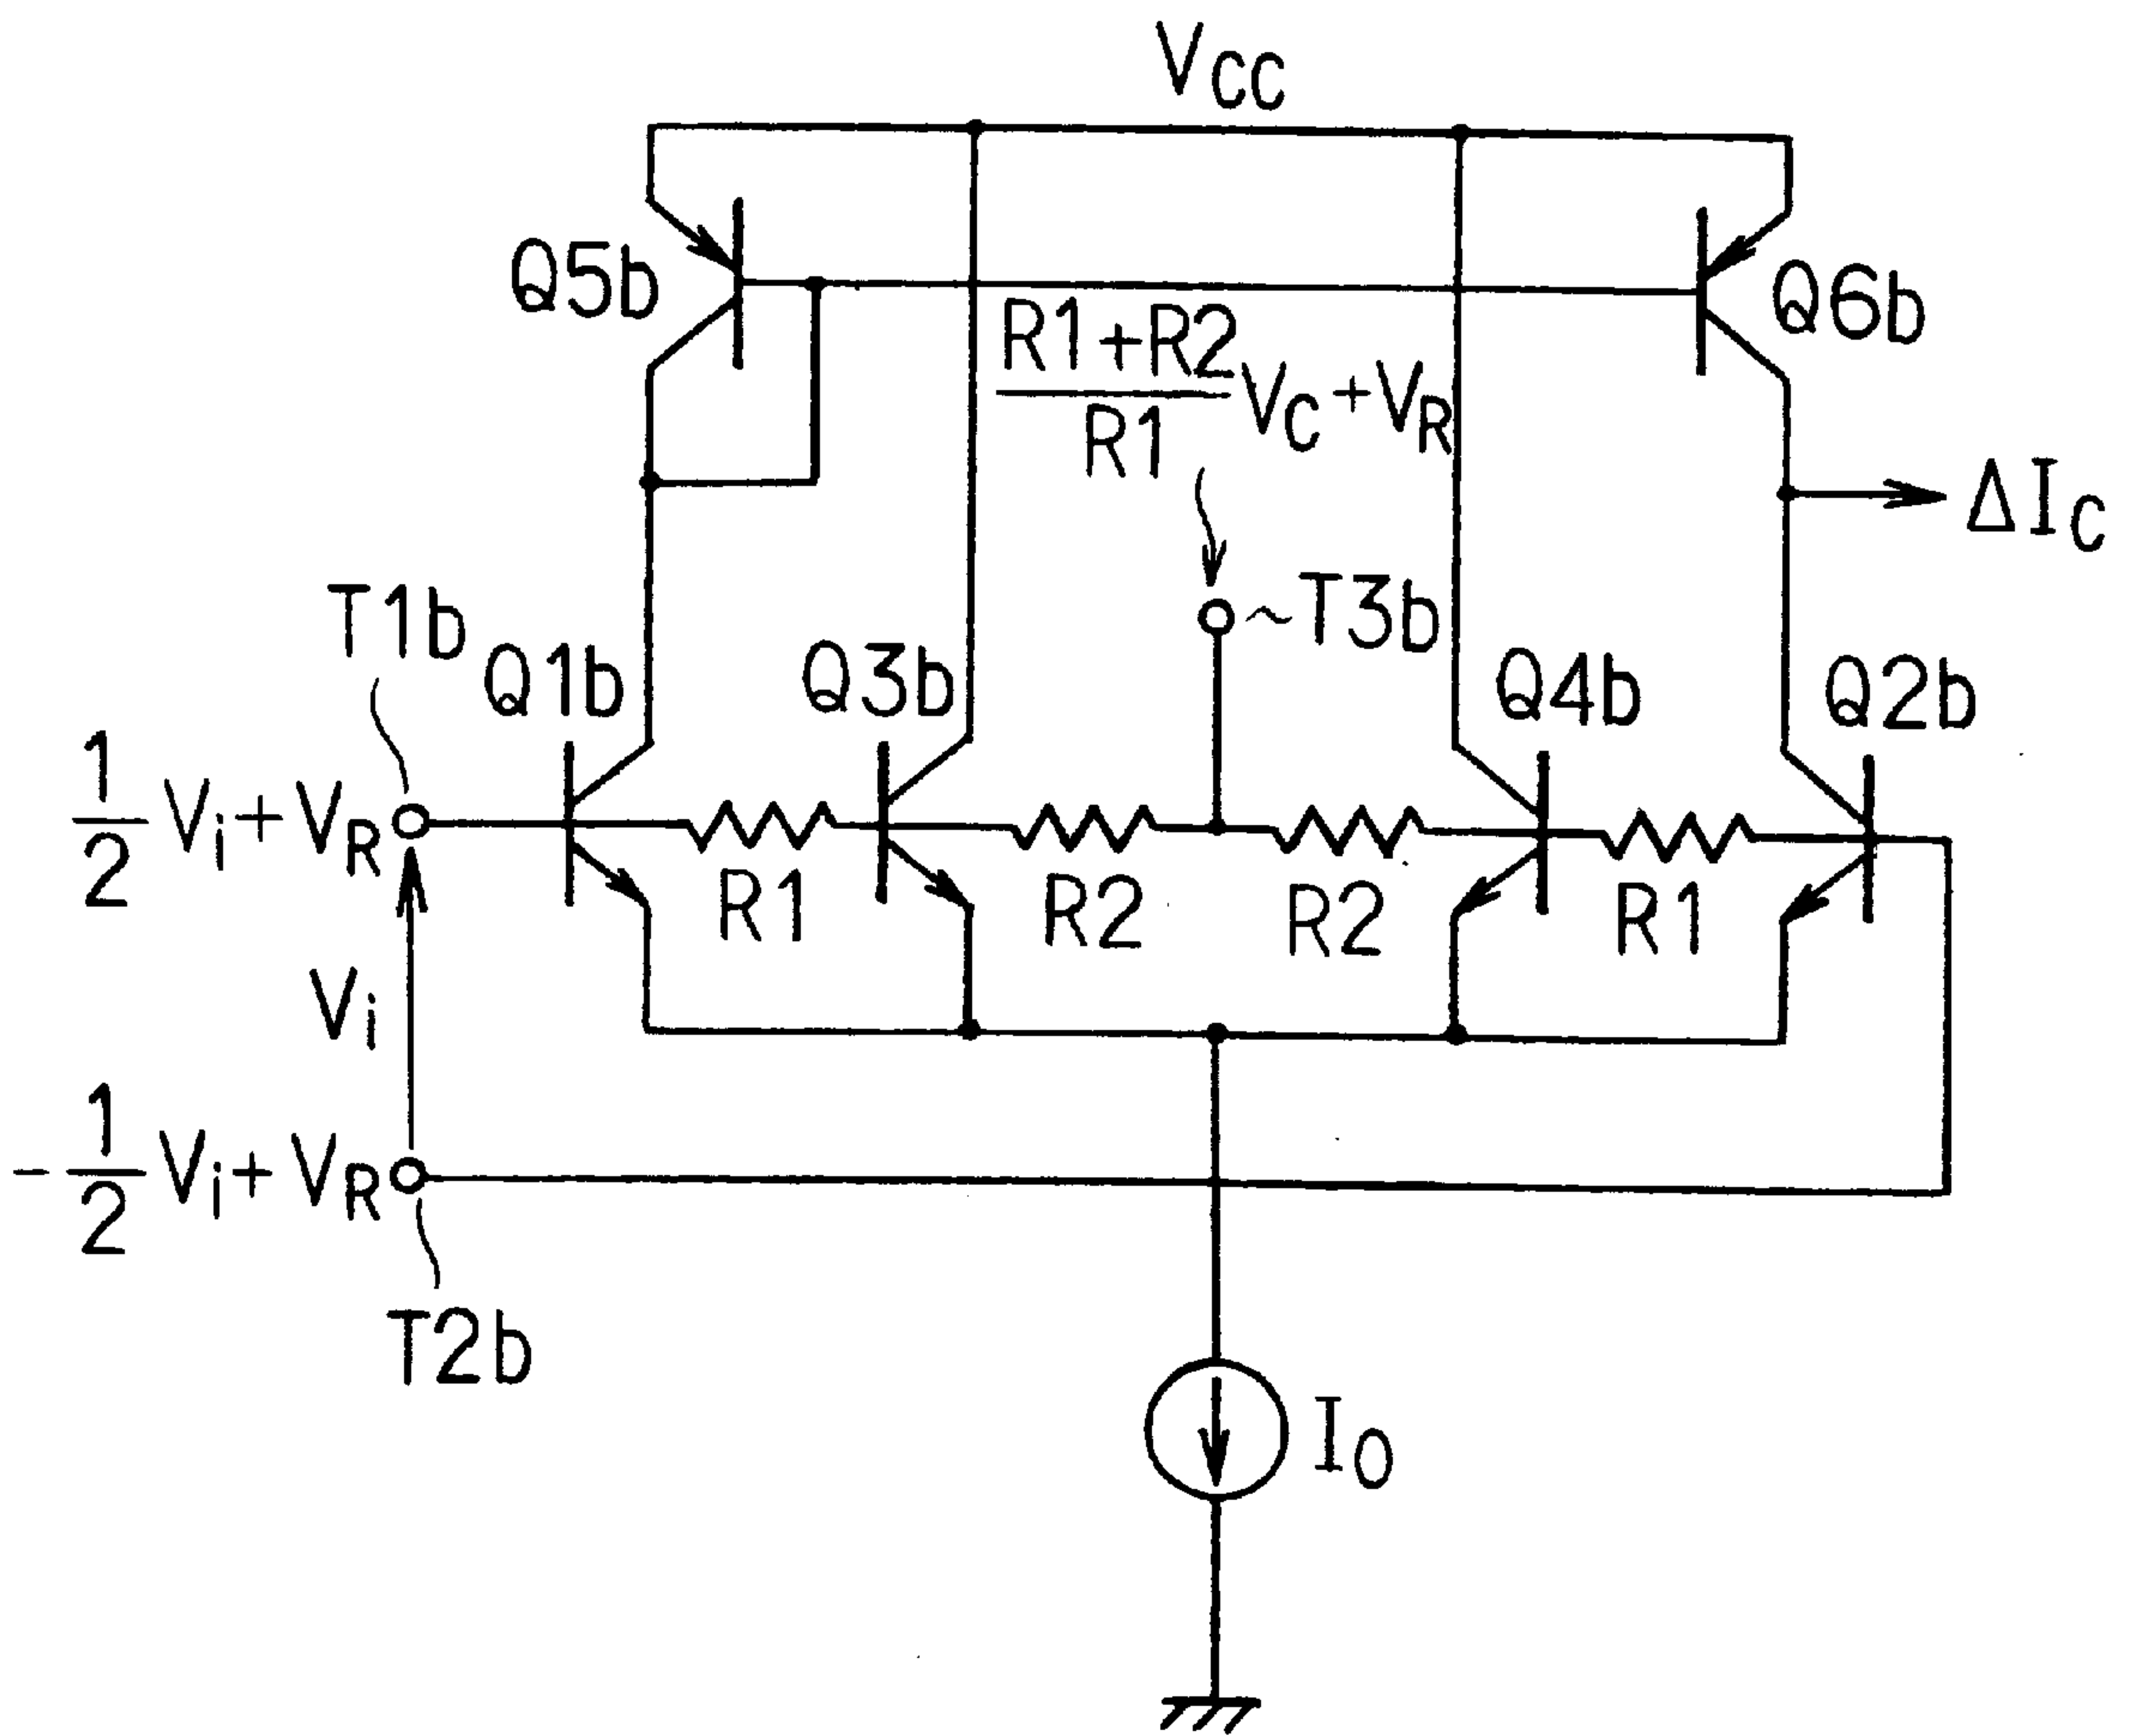 VCC
Q5b
Q6b
R1+R2
R1
VC+VR
ΔIC
T1b
~T3b
Q1b
Q3b
Q4b
Q2b
1/2 Vi+VR
R1
R2
R2
R1
Vi
-1/2 Vi+VR
T2b
IO